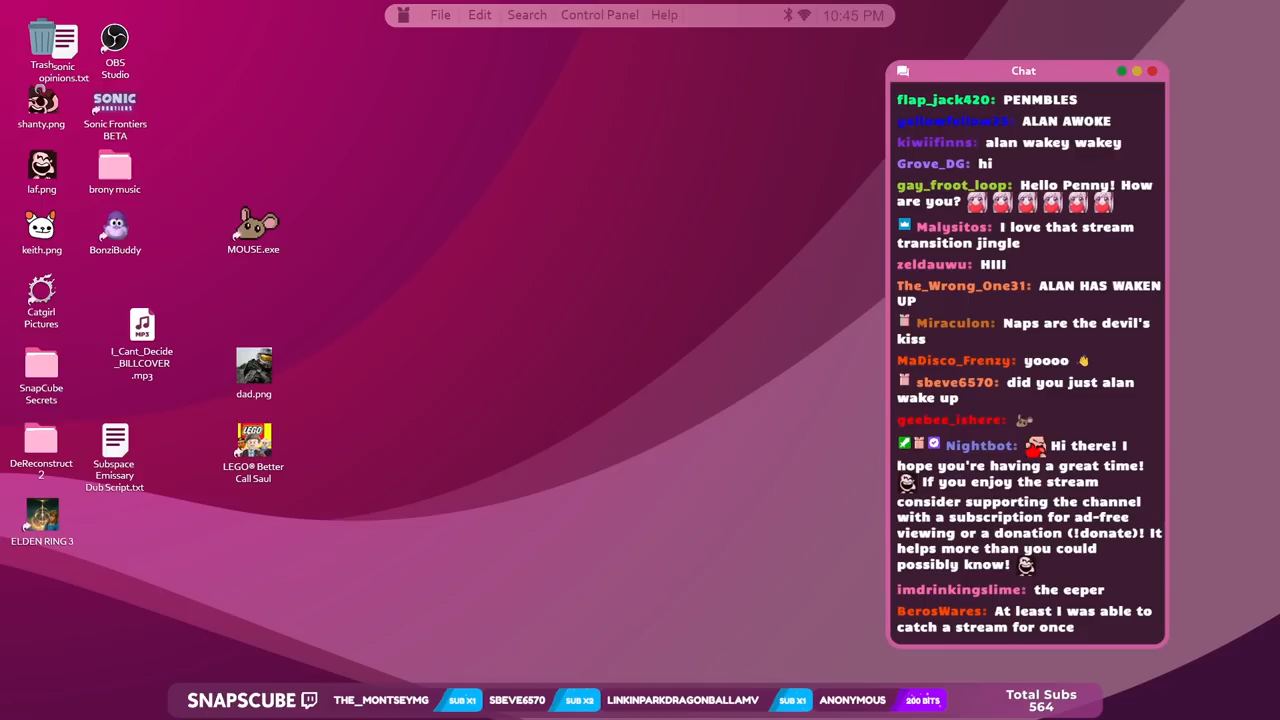 File Edit Search Control Panel Help 10:45 PM
Trash
sonic
opinions.txt
OBS
Studio
shanty.png
SONIC
FRONTIERS
Sonic Frontiers
BETA
laf.png
brony music
keith.png
BonziBuddy
MOUSE.exe
Catgirl
Pictures
MP3
I_Cant_Decide
_BILLCOVER
.mp3
SnapCube
Secrets
dad.png
DeReconstruct
2
Subspace
Emissary
Dub Script.txt
LEGO
LEGO® Better
Call Saul
ELDEN RING 3
Chat
flap_jack420: PENMBLES
ALAN AWOKE
kiwiifinns: alan wakey wakey
Grove_DG: hi
gay_froot_loop: Hello Penny! How
are you?
Malysitos: I love that stream
transition jingle
zeldauwu: HIII
The_Wrong_One31: ALAN HAS WAKEN
UP
Miraculon: Naps are the devil's
kiss
MaDisco_Frenzy: yoooo
sbeve6570: did you just alan
wake up
geebee_ishere:
Nightbot: Hi there! I
hope you're having a great time!
If you enjoy the stream
consider supporting the channel
with a subscription for ad-free
viewing or a donation (!donate)! It
helps more than you could
possibly know!
imdrinkingslime: the eeper
BerosWares: At least I was able to
catch a stream for once
SNAPSCUBE THE_MONTSEYMG SUB X1 SBEVE6570 SUB X2 LINKINPARKDRAGONBALLAMV SUB X1 ANONYMOUS 200 BITS
Total Subs
564